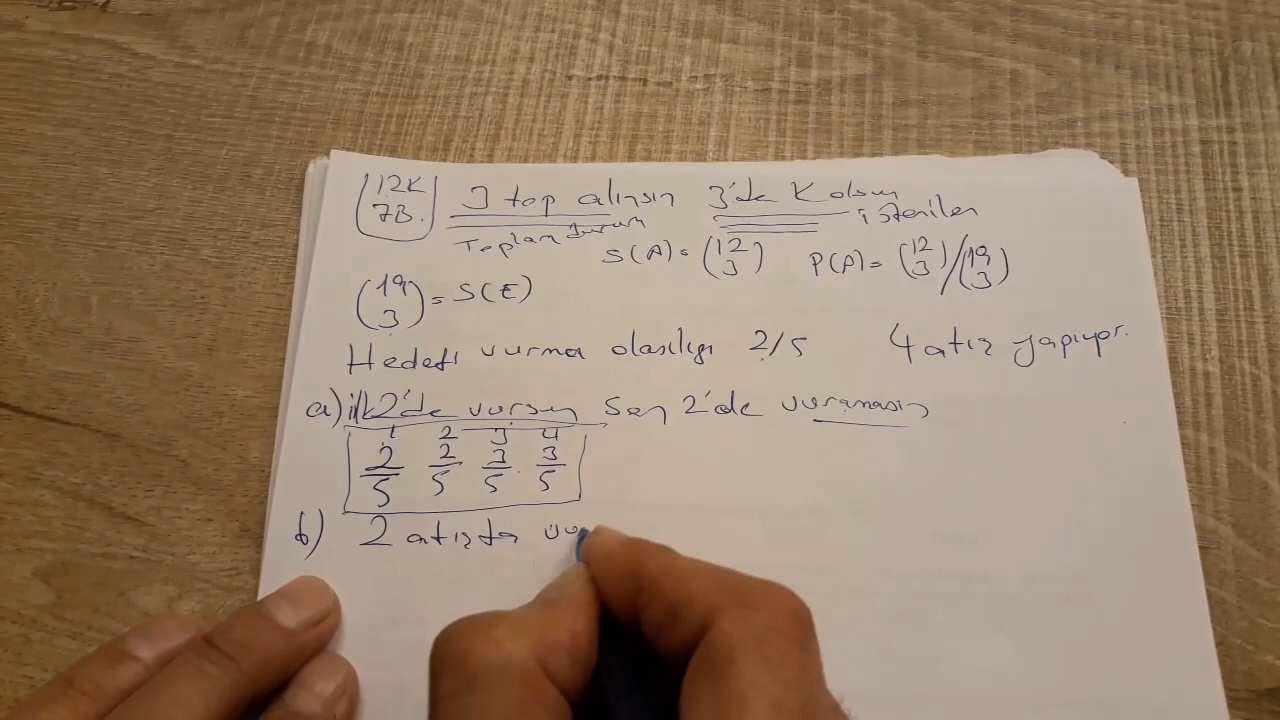 12K 3 top alınsın 3'de K olsun
7B. Toplam durum istenilen
S(A) = (12 3) P(A) = (12 3)/(19 3)
(19 3) = S(E)
Hedefi vurma olasılığı 2/5 4 atış yapıyor.
a) ilk 2'de vursun Son 2'de vuramasın
1 2 3 4
2/5 2/5 3/5 . 3/5
b) 2 atışta vu